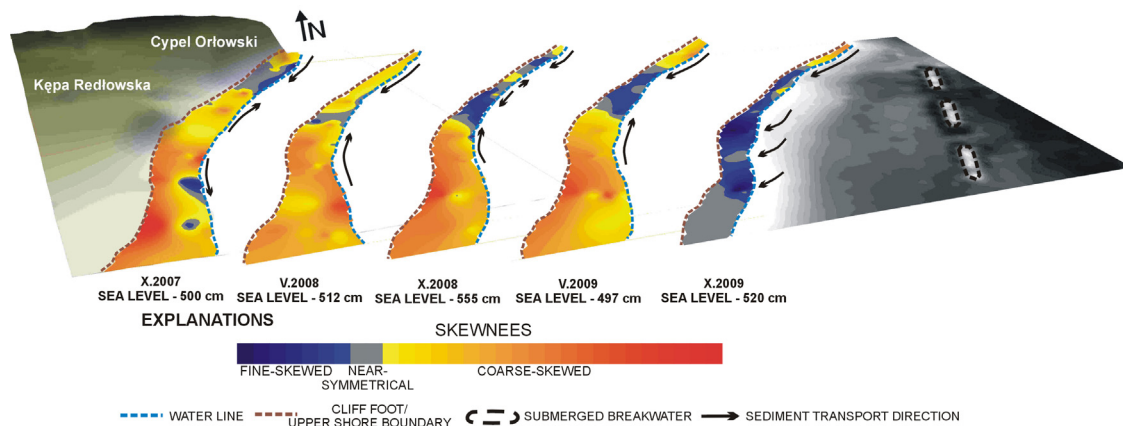 N
Cypel Orłowski
Kępa Redłowska
X.2007
SEA LEVEL - 500 cm
V.2008
SEA LEVEL - 512 cm
X.2008
SEA LEVEL - 555 cm
V.2009
SEA LEVEL - 497 cm
X.2009
SEA LEVEL - 520 cm
EXPLANATIONS
SKEWNEES
FINE-SKEWED
NEAR-
SYMMETRICAL
COARSE-SKEWED
WATER LINE
CLIFF FOOT/
UPPER SHORE BOUNDARY
SUBMERGED BREAKWATER
SEDIMENT TRANSPORT DIRECTION